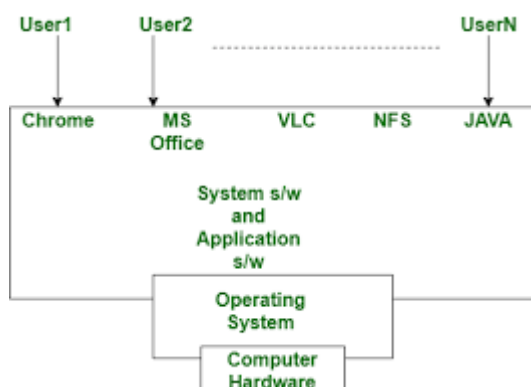 User1 User2 UserN
Chrome MS Office VLC NFS JAVA
System s/w
and
Application
s/w
Operating
System
Computer
Hardware